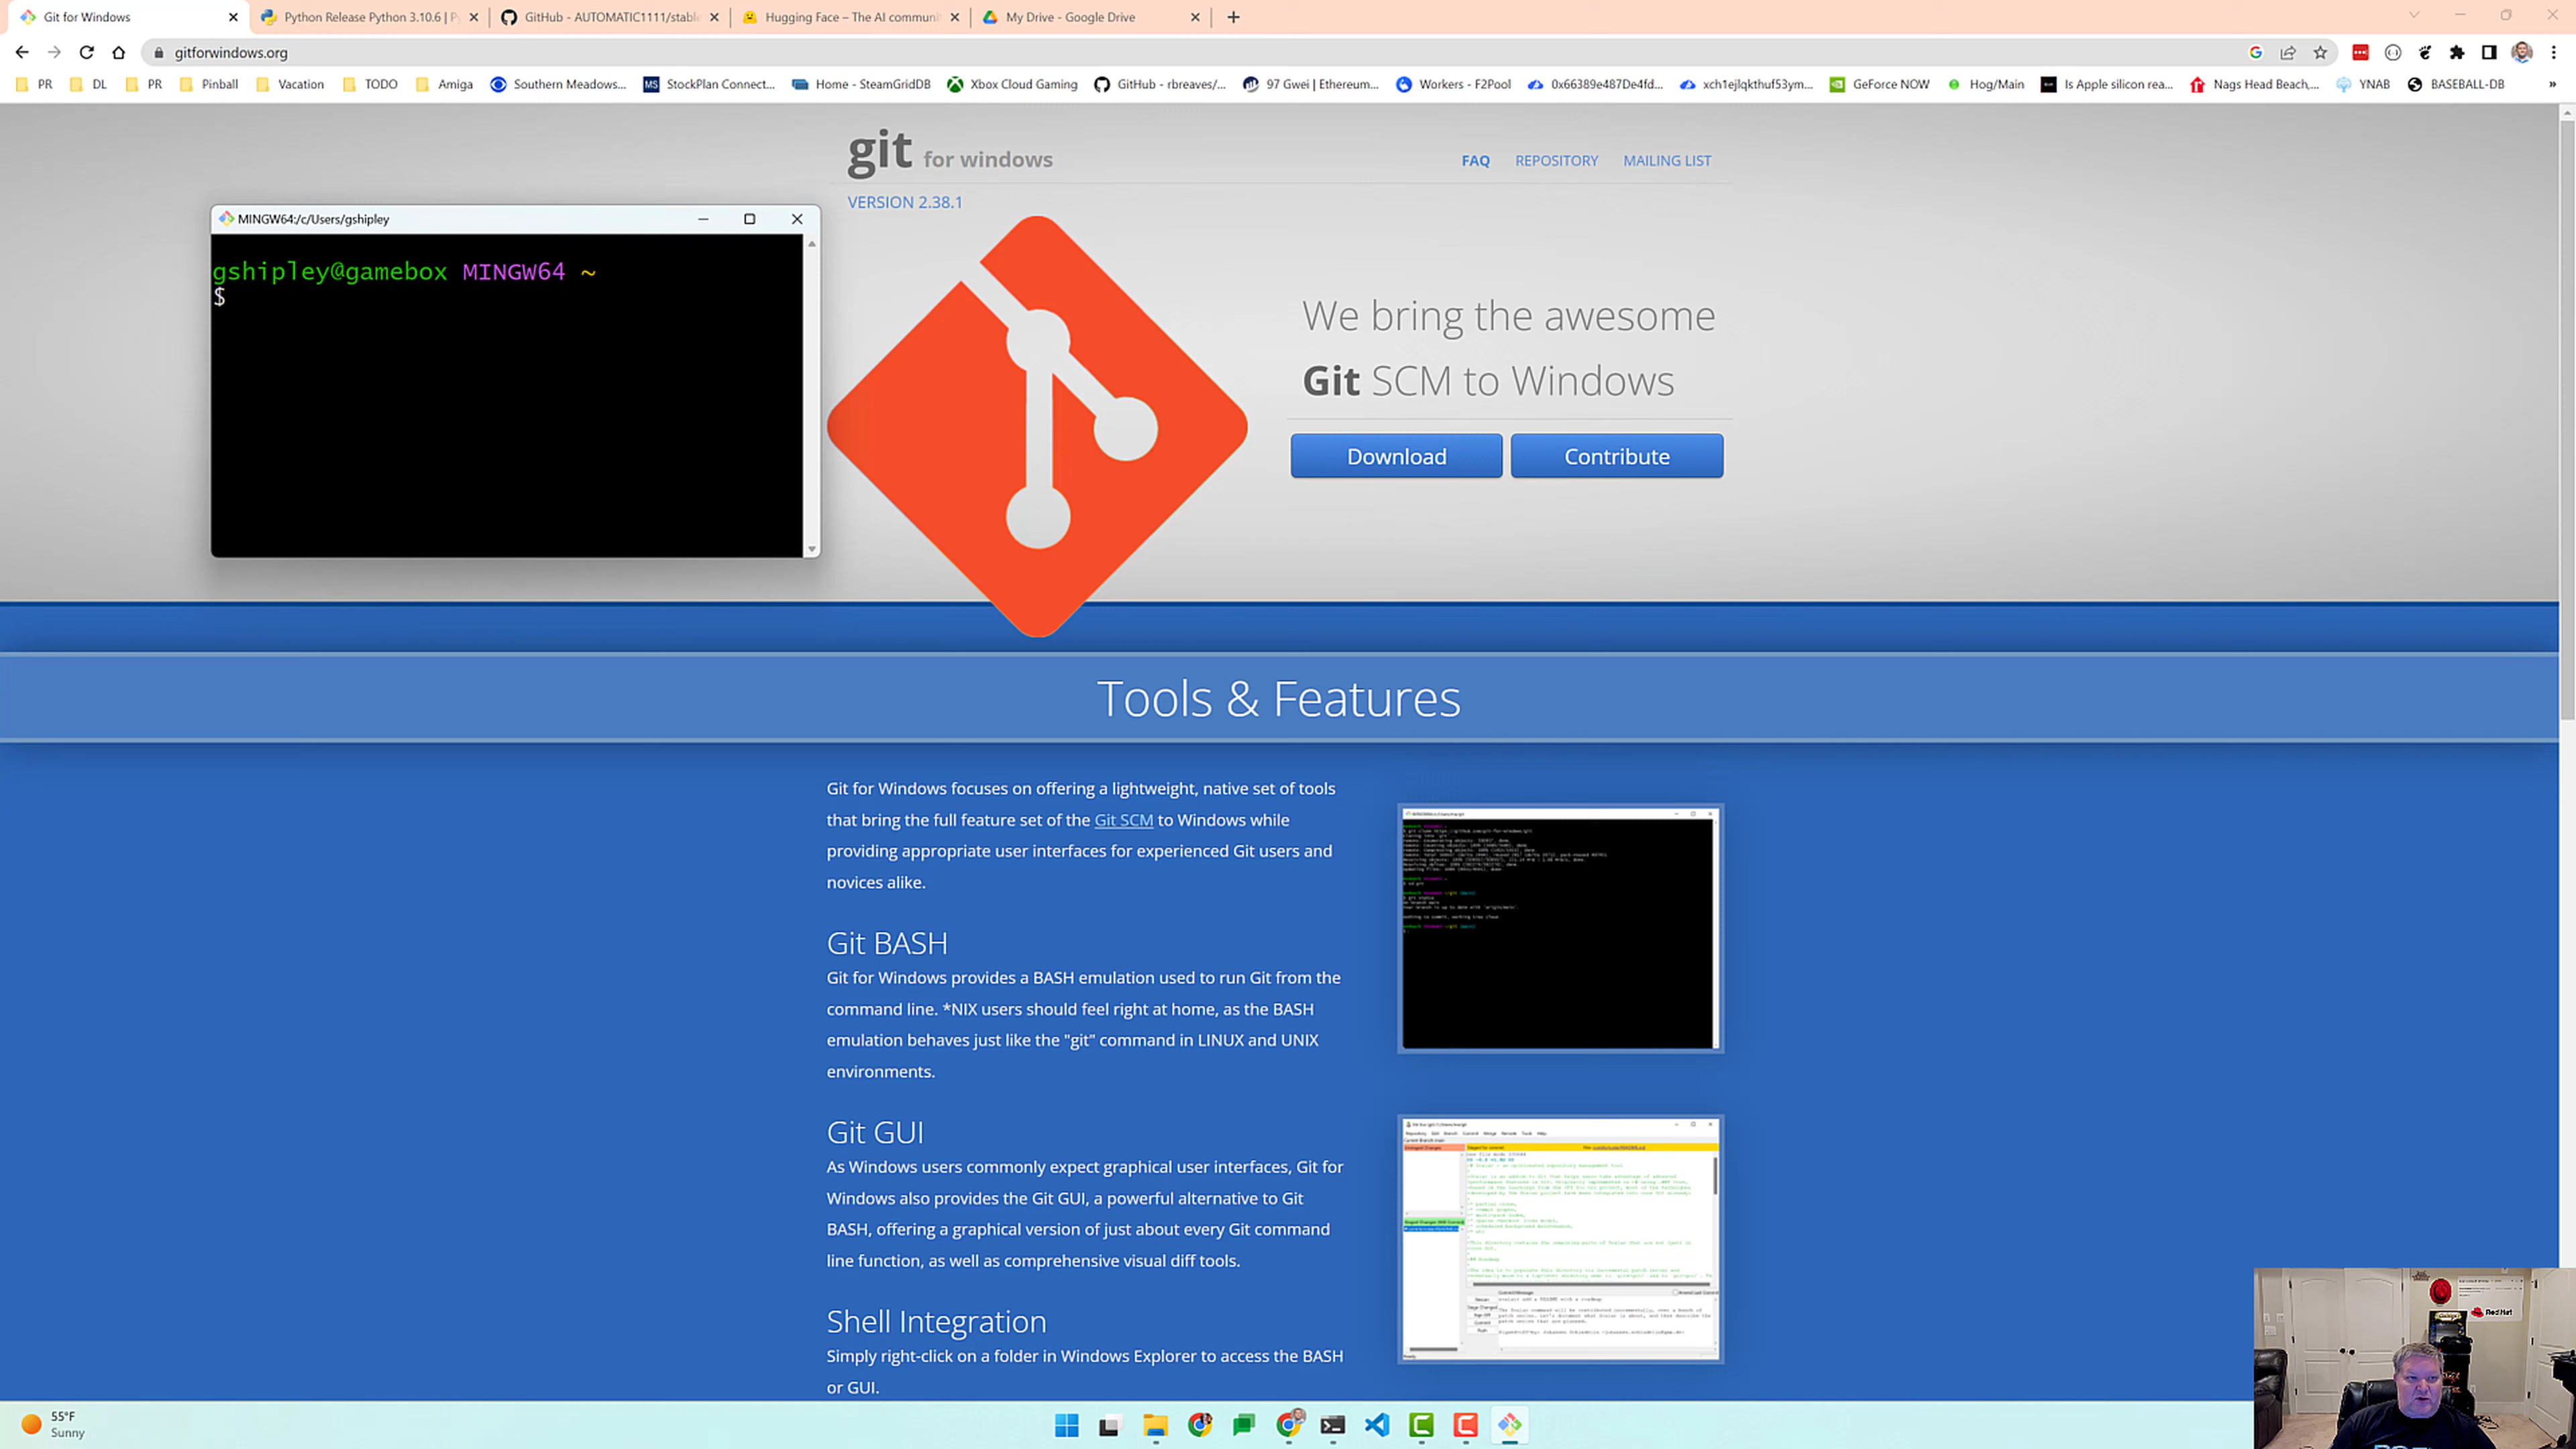 Git for Windows
Python Release Python 3.10.6 | Py
GitHub - AUTOMATIC1111/stabl
Hugging Face – The AI communi
My Drive - Google Drive
gitforwindows.org
PR
DL
PR
Pinball
Vacation
TODO
Amiga
Southern Meadows...
MS
StockPlan Connect...
Home - SteamGridDB
Xbox Cloud Gaming
GitHub - rbreaves/...
97 Gwei | Ethereum...
Workers - F2Pool
0x66389e487De4fd...
xch1ejlqkthuf53ym...
GeForce NOW
Hog/Main
Is Apple silicon rea...
Nags Head Beach,...
YNAB
BASEBALL-DB
»
git for windows
FAQ
REPOSITORY
MAILING LIST
VERSION 2.38.1
MINGW64:/c/Users/gshipley
gshipley@gamebox MINGW64 ~
$
We bring the awesome
Git SCM to Windows
Download
Contribute
Tools & Features
Git for Windows focuses on offering a lightweight, native set of tools
that bring the full feature set of the Git SCM to Windows while
providing appropriate user interfaces for experienced Git users and
novices alike.
Git BASH
Git for Windows provides a BASH emulation used to run Git from the
command line. *NIX users should feel right at home, as the BASH
emulation behaves just like the "git" command in LINUX and UNIX
environments.
Git GUI
As Windows users commonly expect graphical user interfaces, Git for
Windows also provides the Git GUI, a powerful alternative to Git
BASH, offering a graphical version of just about every Git command
line function, as well as comprehensive visual diff tools.
Shell Integration
Simply right-click on a folder in Windows Explorer to access the BASH
or GUI.
Red Hat
55°F
Sunny